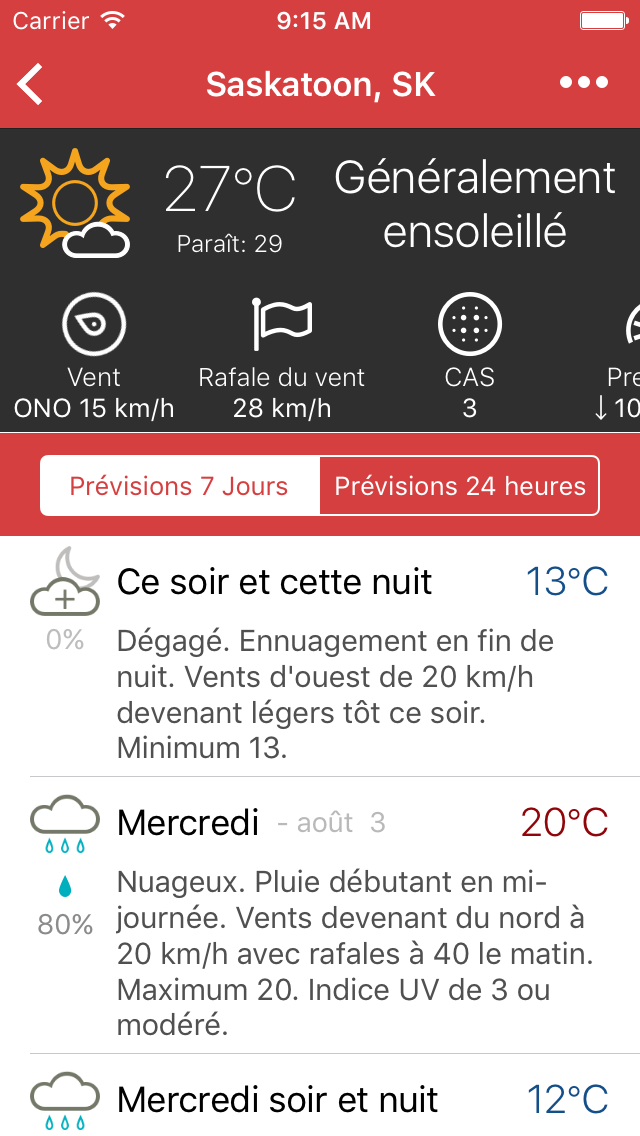 Carrier 9:15 AM
Saskatoon, SK
27°C
Paraît: 29
Généralement
ensoleillé
Vent
ONO 15 km/h
Rafale du vent
28 km/h
CAS
3
Pre
↓10
Prévisions 7 Jours
Prévisions 24 heures
Ce soir et cette nuit 13°C
0%
Dégagé. Ennuagement en fin de
nuit. Vents d'ouest de 20 km/h
devenant légers tôt ce soir.
Minimum 13.
Mercredi - août 3 20°C
80%
Nuageux. Pluie débutant en mi-
journée. Vents devenant du nord à
20 km/h avec rafales à 40 le matin.
Maximum 20. Indice UV de 3 ou
modéré.
Mercredi soir et nuit 12°C